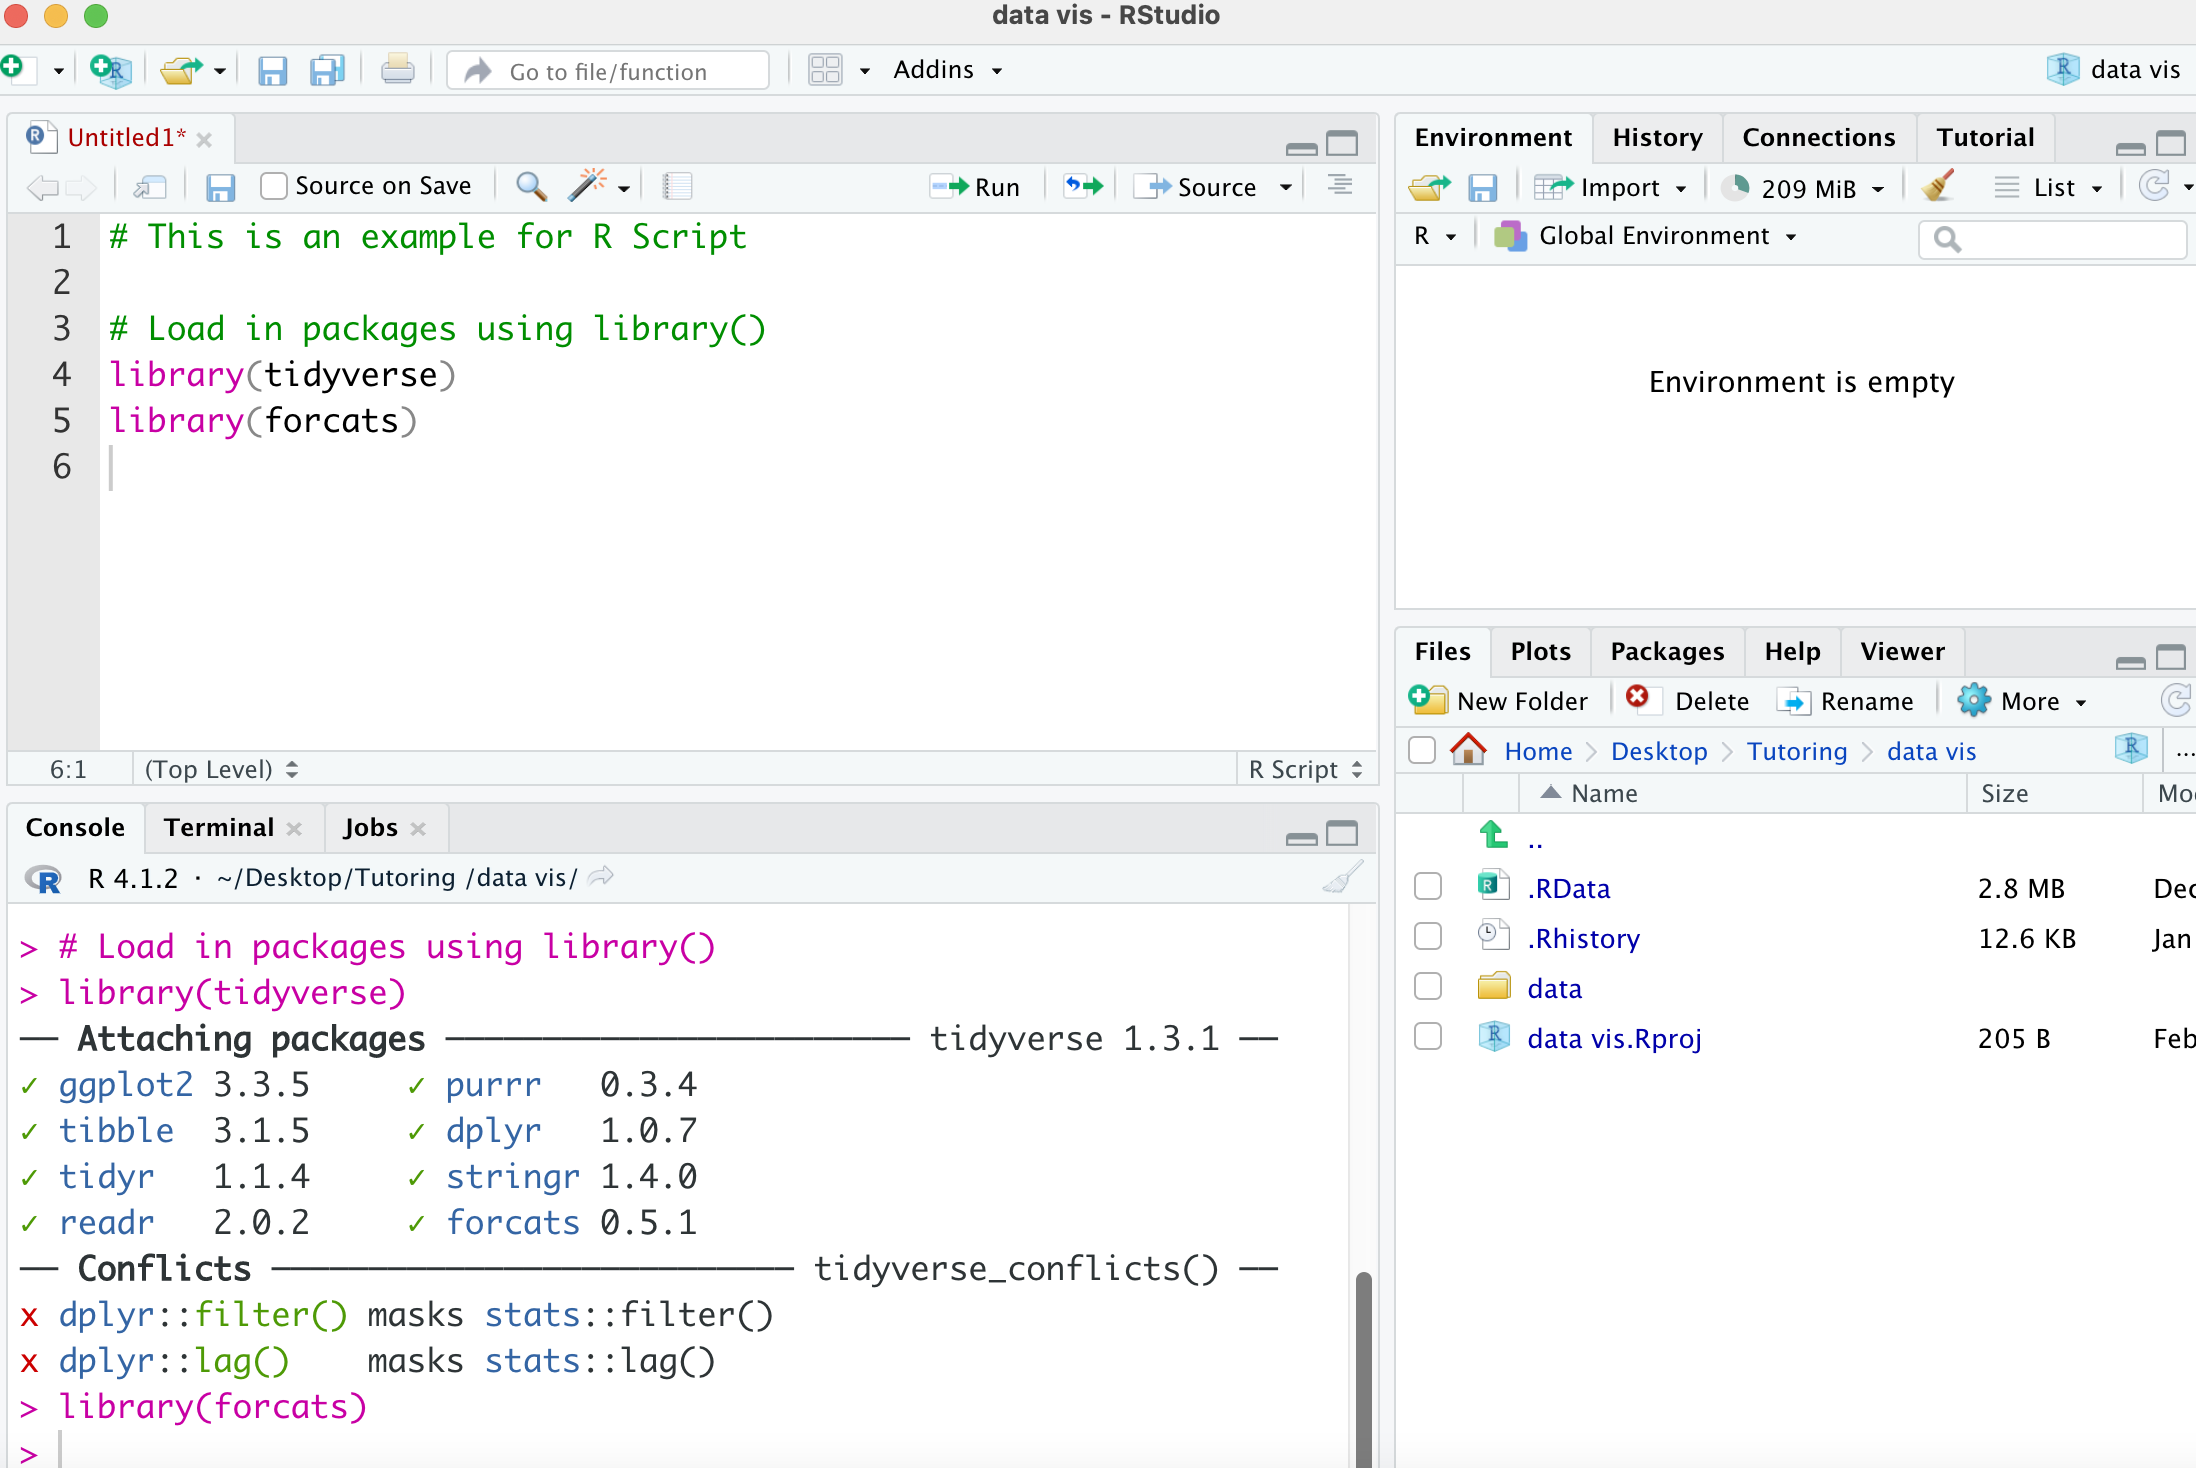 data vis - RStudio
Go to file/function
Addins
data vis
Untitled1*
Source on Save
Run
Source
1 # This is an example for R Script
2
3 # Load in packages using library()
4 library(tidyverse)
5 library(forcats)
6
6:1 (Top Level) R Script
Console Terminal Jobs
R 4.1.2 · ~/Desktop/Tutoring /data vis/
> # Load in packages using library()
> library(tidyverse)
── Attaching packages ──────────────────────── tidyverse 1.3.1 ──
✓ ggplot2 3.3.5     ✓ purrr   0.3.4
✓ tibble  3.1.5     ✓ dplyr   1.0.7
✓ tidyr   1.1.4     ✓ stringr 1.4.0
✓ readr   2.0.2     ✓ forcats 0.5.1
── Conflicts ─────────────────────────── tidyverse_conflicts() ──
x dplyr::filter() masks stats::filter()
x dplyr::lag()    masks stats::lag()
> library(forcats)
>
Environment History Connections Tutorial
Import 209 MiB List
R Global Environment
Environment is empty
Files Plots Packages Help Viewer
New Folder Delete Rename More
Home Desktop Tutoring data vis ...
Name Size
..
.RData 2.8 MB Dec
.Rhistory 12.6 KB Jan
data
data vis.Rproj 205 B Feb